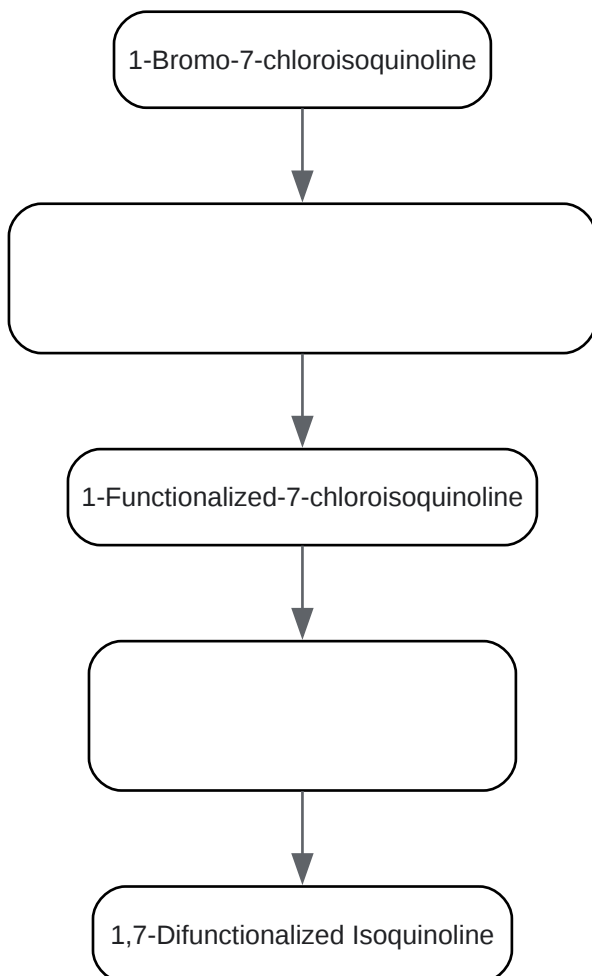 1-Bromo-7-chloroisoquinoline
1-Functionalized-7-chloroisoquinoline
1,7-Difunctionalized Isoquinoline